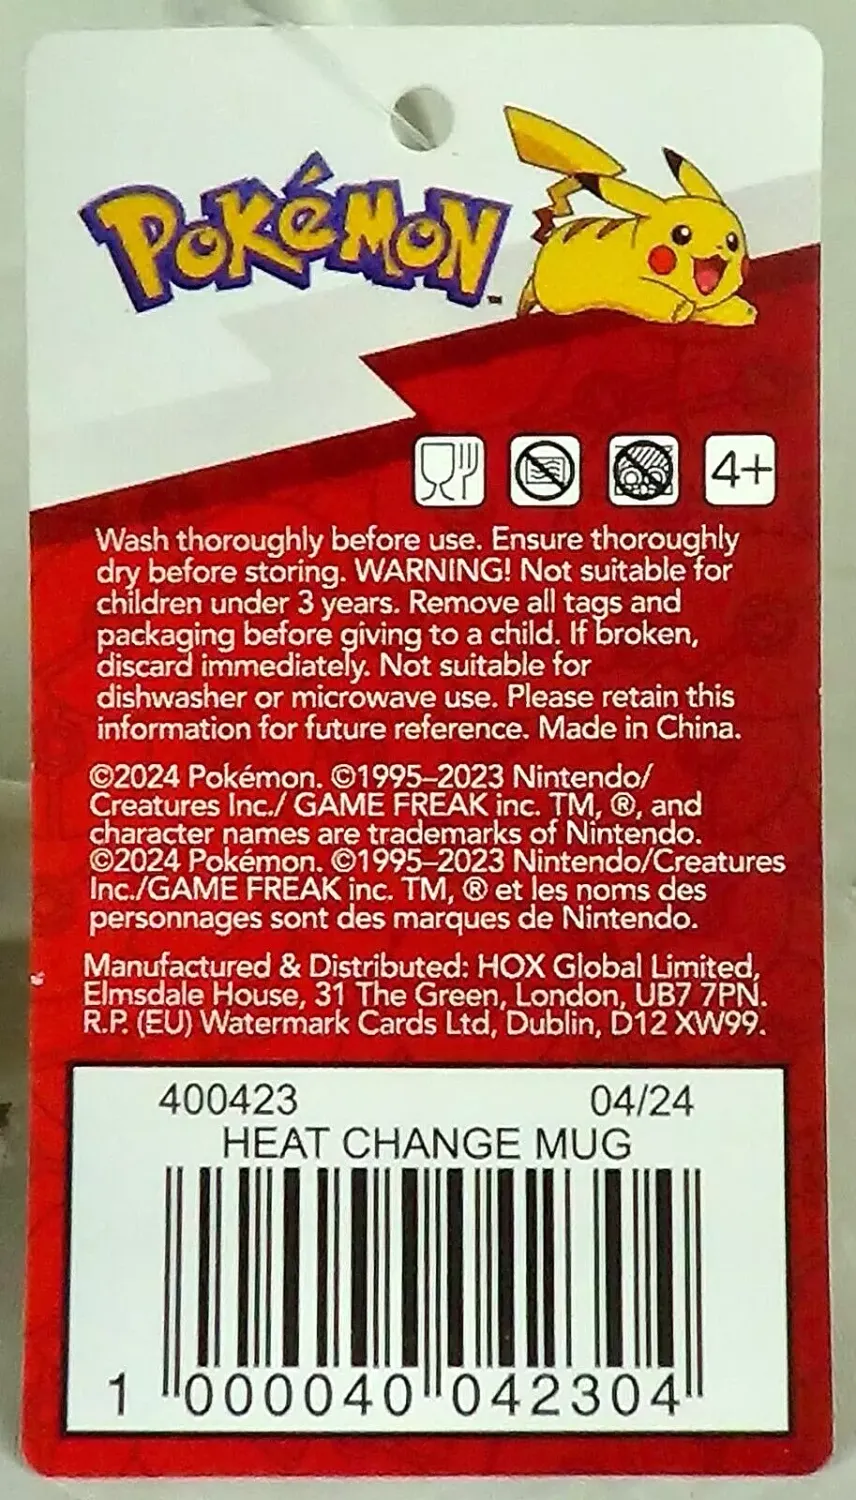 POKéMON
TM
4+
Wash thoroughly before use. Ensure thoroughly
dry before storing. WARNING! Not suitable for
children under 3 years. Remove all tags and
packaging before giving to a child. If broken,
discard immediately. Not suitable for
dishwasher or microwave use. Please retain this
information for future reference. Made in China.
©2024 Pokémon. ©1995–2023 Nintendo/
Creatures Inc./ GAME FREAK inc. TM, ®, and
character names are trademarks of Nintendo.
©2024 Pokémon. ©1995–2023 Nintendo/Creatures
Inc./GAME FREAK inc. TM, ® et les noms des
personnages sont des marques de Nintendo.
Manufactured & Distributed: HOX Global Limited,
Elmsdale House, 31 The Green, London, UB7 7PN.
R.P. (EU) Watermark Cards Ltd, Dublin, D12 XW99.
400423 04/24
HEAT CHANGE MUG
1 000040 042304